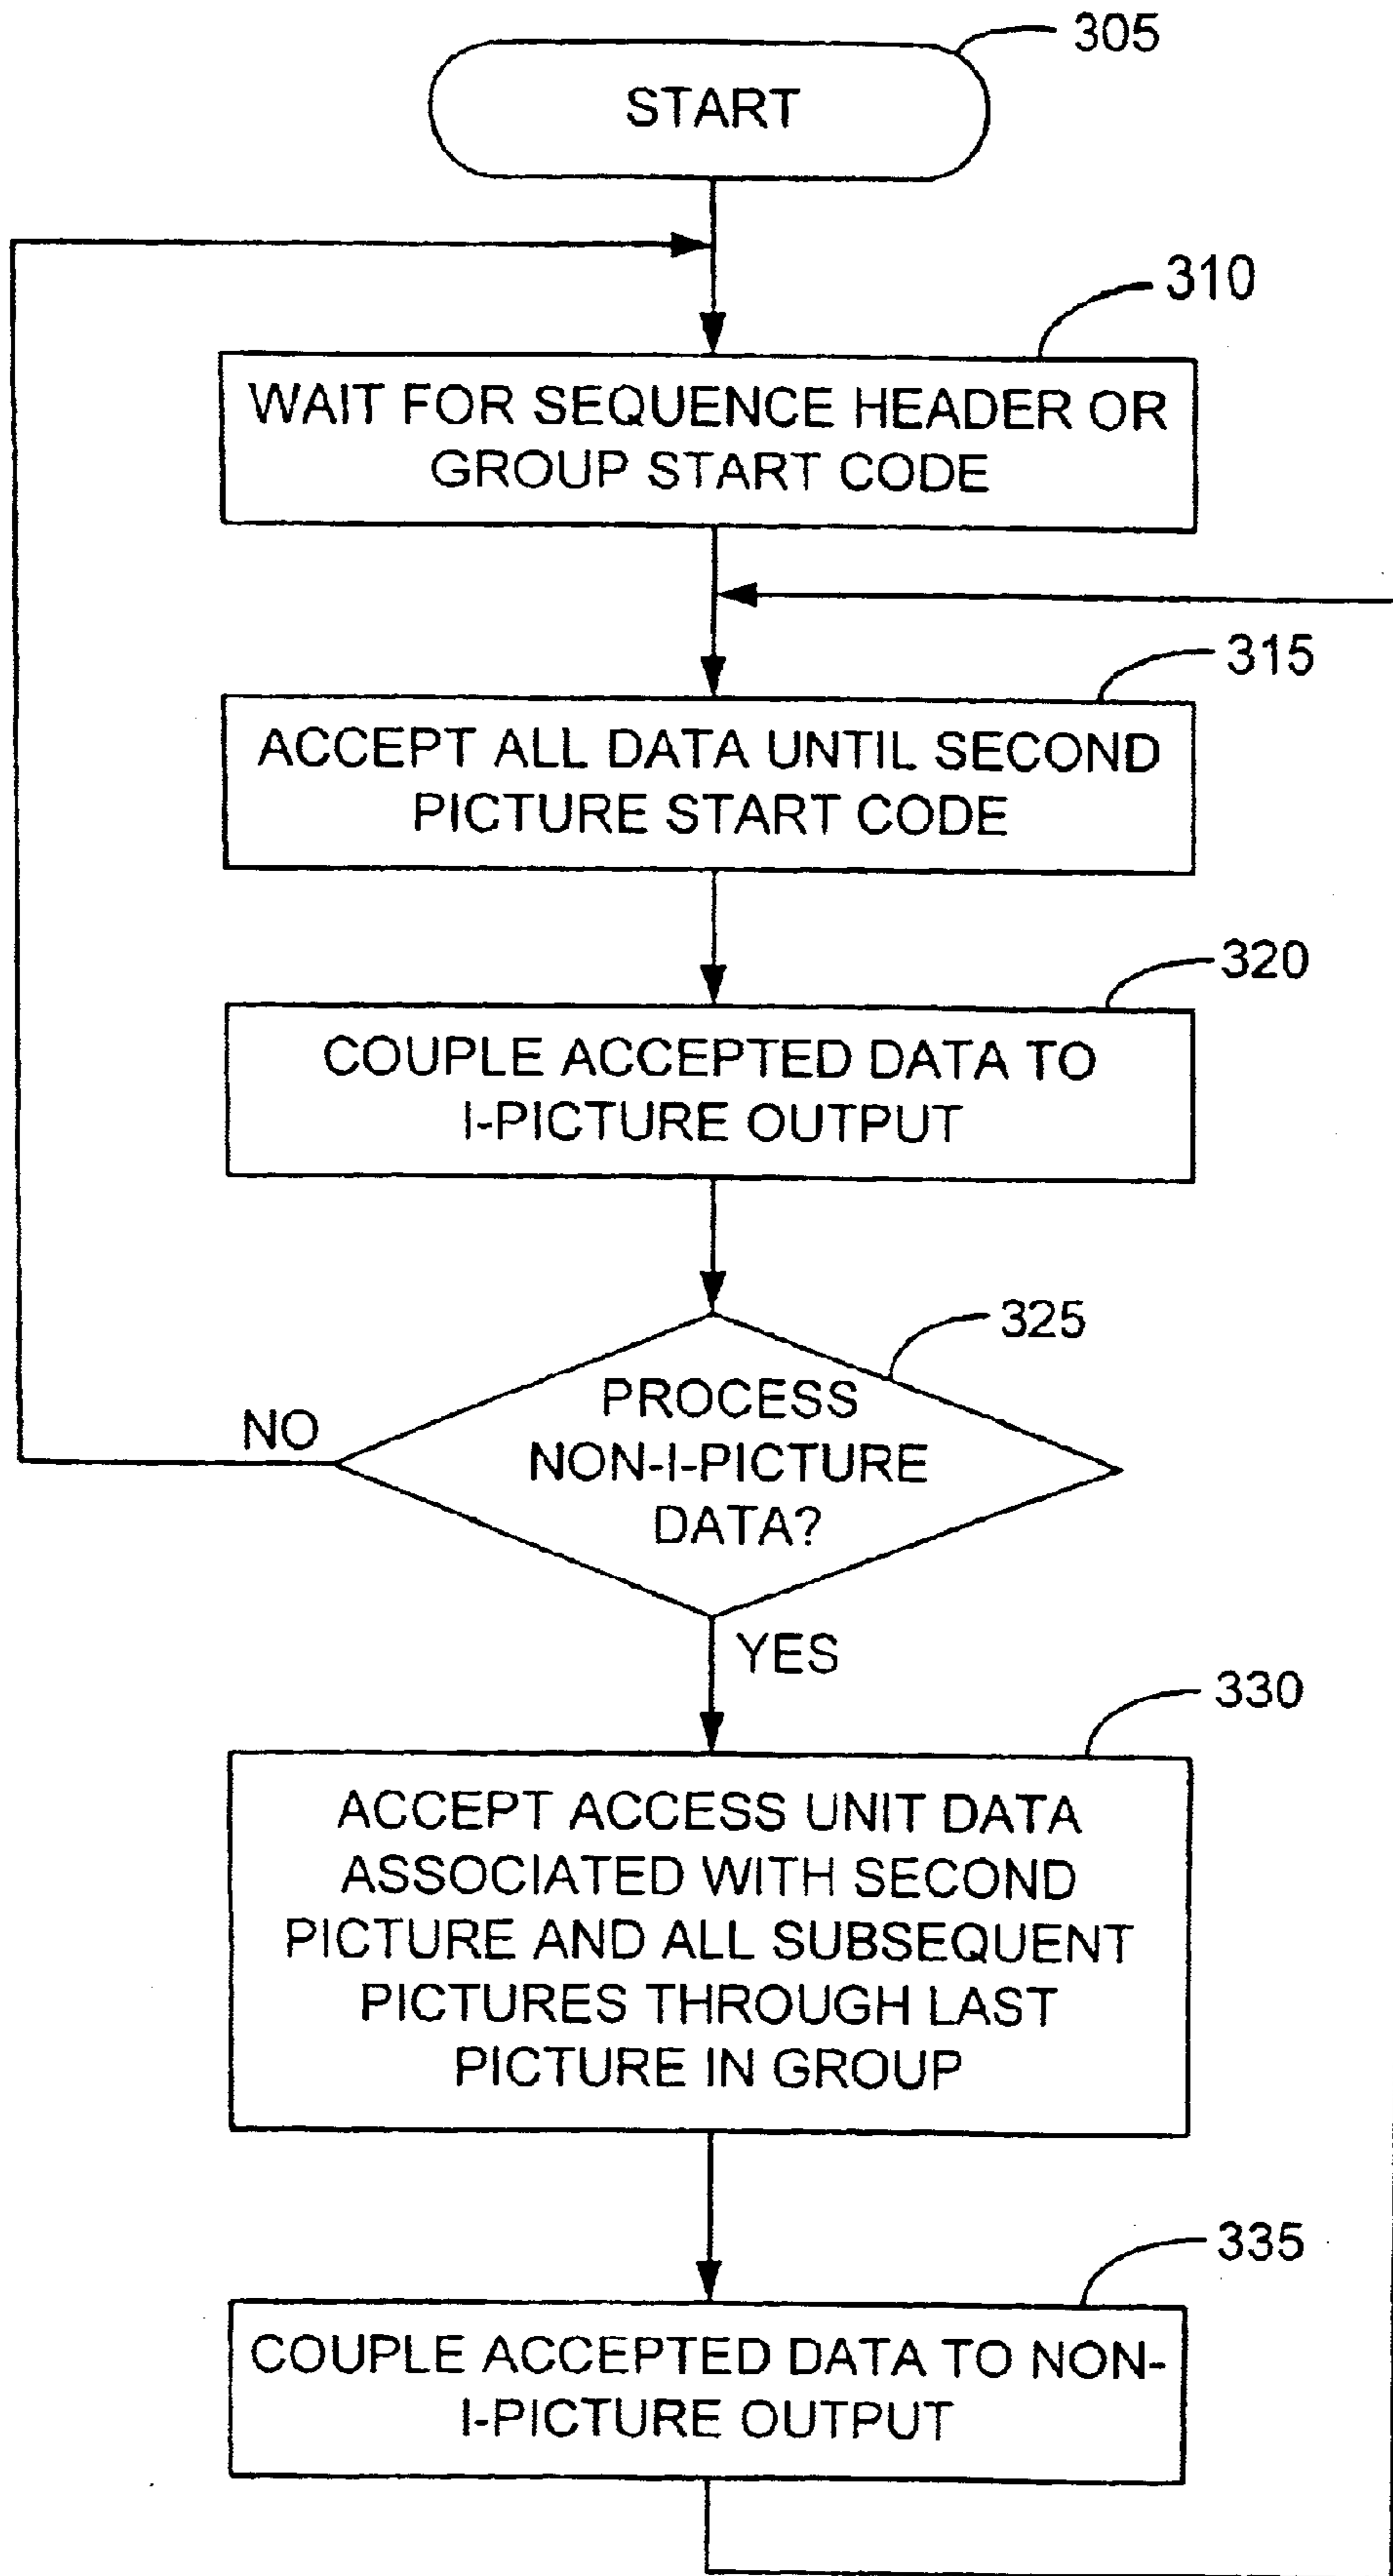 305
START
310
WAIT FOR SEQUENCE HEADER OR
GROUP START CODE
315
ACCEPT ALL DATA UNTIL SECOND
PICTURE START CODE
320
COUPLE ACCEPTED DATA TO
I-PICTURE OUTPUT
325
PROCESS
NON-I-PICTURE
DATA?
NO
YES
330
ACCEPT ACCESS UNIT DATA
ASSOCIATED WITH SECOND
PICTURE AND ALL SUBSEQUENT
PICTURES THROUGH LAST
PICTURE IN GROUP
335
COUPLE ACCEPTED DATA TO NON-
I-PICTURE OUTPUT